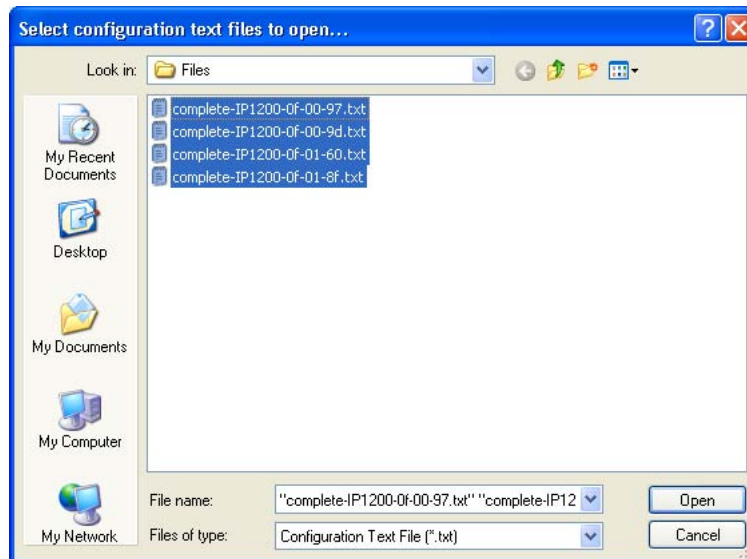 Select configuration text files to open...
Look in:
Files
My Recent
Documents
Desktop
My Documents
My Computer
My Network
complete-IP1200-0f-00-97.txt
complete-IP1200-0f-00-9d.txt
complete-IP1200-0f-01-60.txt
complete-IP1200-0f-01-8f.txt
File name:
"complete-IP1200-0f-00-97.txt" "complete-IP12
Open
Files of type:
Configuration Text File (*.txt)
Cancel